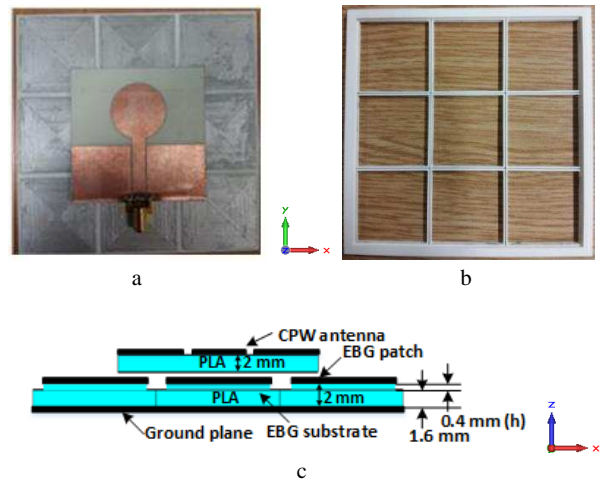 Y
Z
X
a
b
CPW antenna
EBG patch
PLA
2 mm
PLA
2 mm
Ground plane
EBG substrate
0.4 mm (h)
1.6 mm
Z
Y
X
c